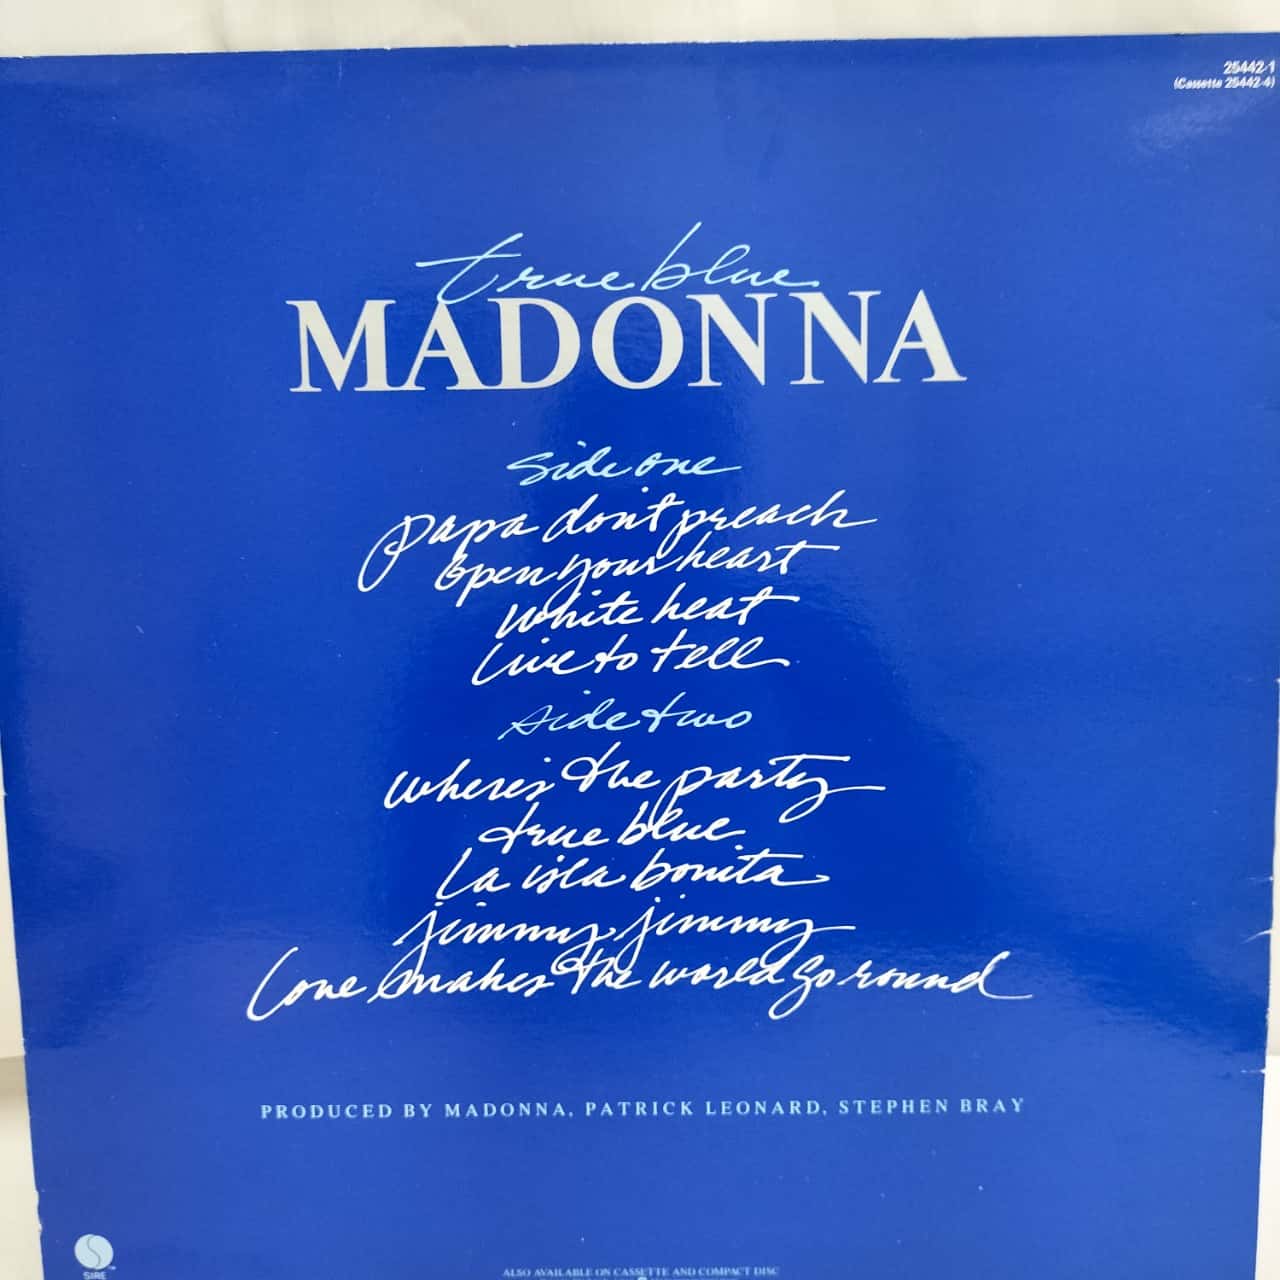 25442-1
(Cassette 25442-4)
true blue
MADONNA
side one
papa don't preach
open your heart
white heat
live to tell
side two
where's the party
true blue
La isla bonita
jimmy, jimmy
Love makes the world go round
PRODUCED BY MADONNA, PATRICK LEONARD, STEPHEN BRAY
SIRE
TM
ALSO AVAILABLE ON CASSETTE AND COMPACT DISC